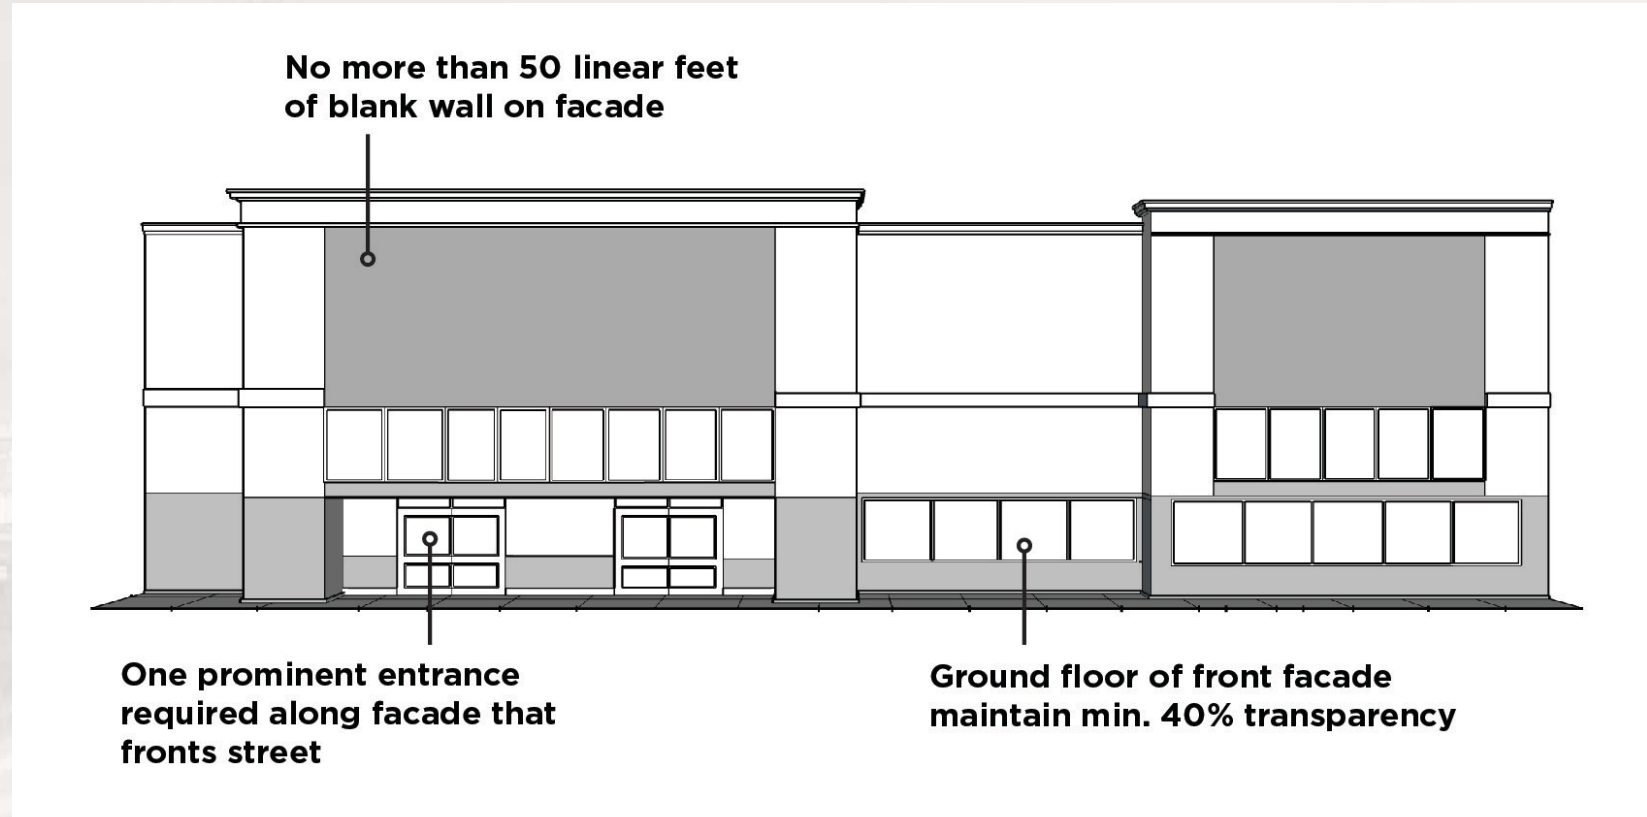 No more than 50 linear feet
of blank wall on facade
One prominent entrance
required along facade that
fronts street
Ground floor of front facade
maintain min. 40% transparency